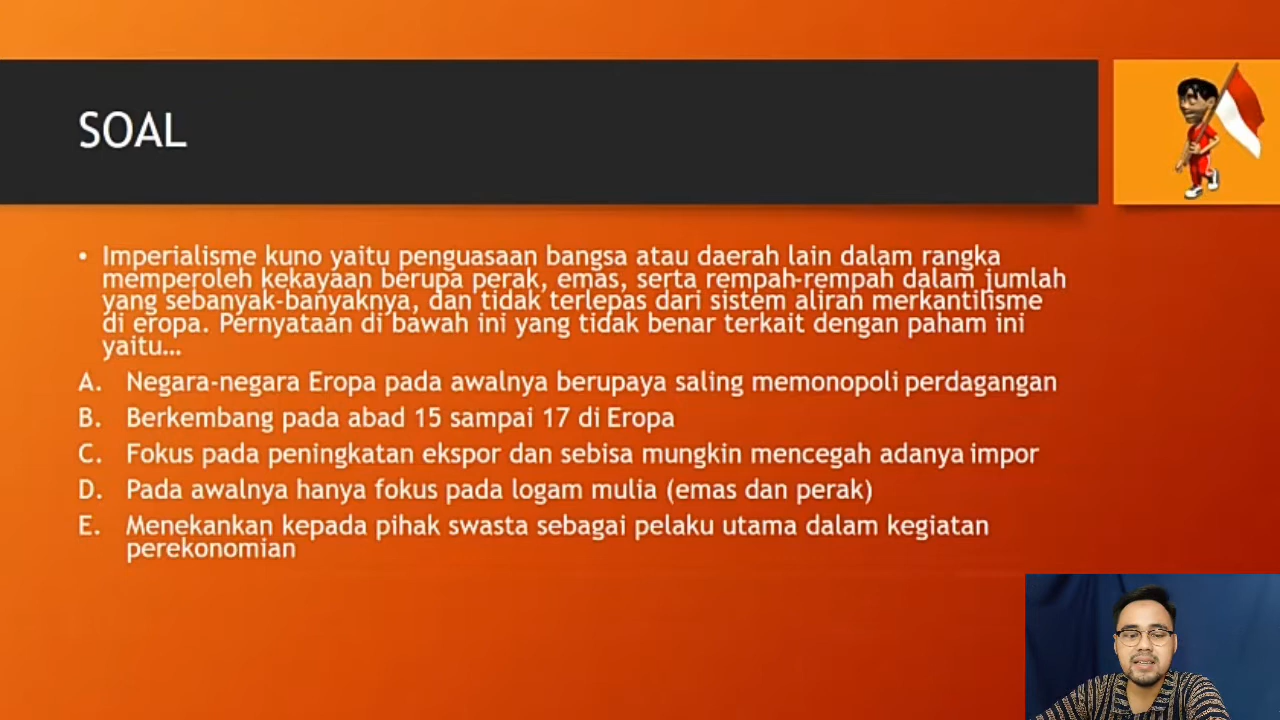 SOAL
• Imperialisme kuno yaitu penguasaan bangsa atau daerah lain dalam rangka
memperoleh kekayaan berupa perak, emas, serta rempah-rempah dalam jumlah
yang sebanyak-banyaknya, dan tidak terlepas dari sistem aliran merkantilisme
di eropa. Pernyataan di bawah ini yang tidak benar terkait dengan paham ini
yaitu…
A. Negara-negara Eropa pada awalnya berupaya saling memonopoli perdagangan
B. Berkembang pada abad 15 sampai 17 di Eropa
C. Fokus pada peningkatan ekspor dan sebisa mungkin mencegah adanya impor
D. Pada awalnya hanya fokus pada logam mulia (emas dan perak)
E. Menekankan kepada pihak swasta sebagai pelaku utama dalam kegiatan
perekonomian